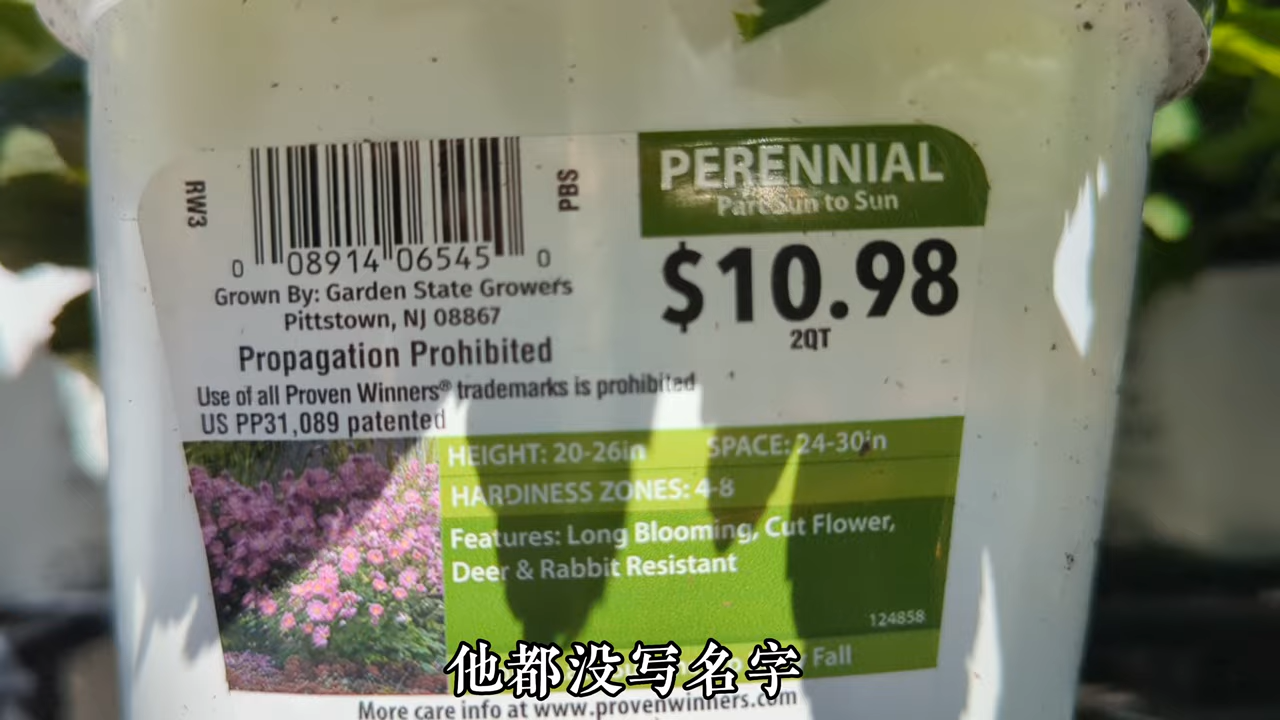 RW3
PBS
0 08914 06545 0
Grown By: Garden State Growers
Pittstown, NJ 08867
Propagation Prohibited
Use of all Proven Winners® trademarks is prohibited
US PP31,089 patented
PERENNIAL
Part Sun to Sun
$10.98
2QT
HEIGHT: 20-26in SPACE: 24-30in
HARDINESS ZONES: 4-8
Features: Long Blooming, Cut Flower,
Deer & Rabbit Resistant
124858
Fall
他都没写名字
More care info at www.provenwinners.com